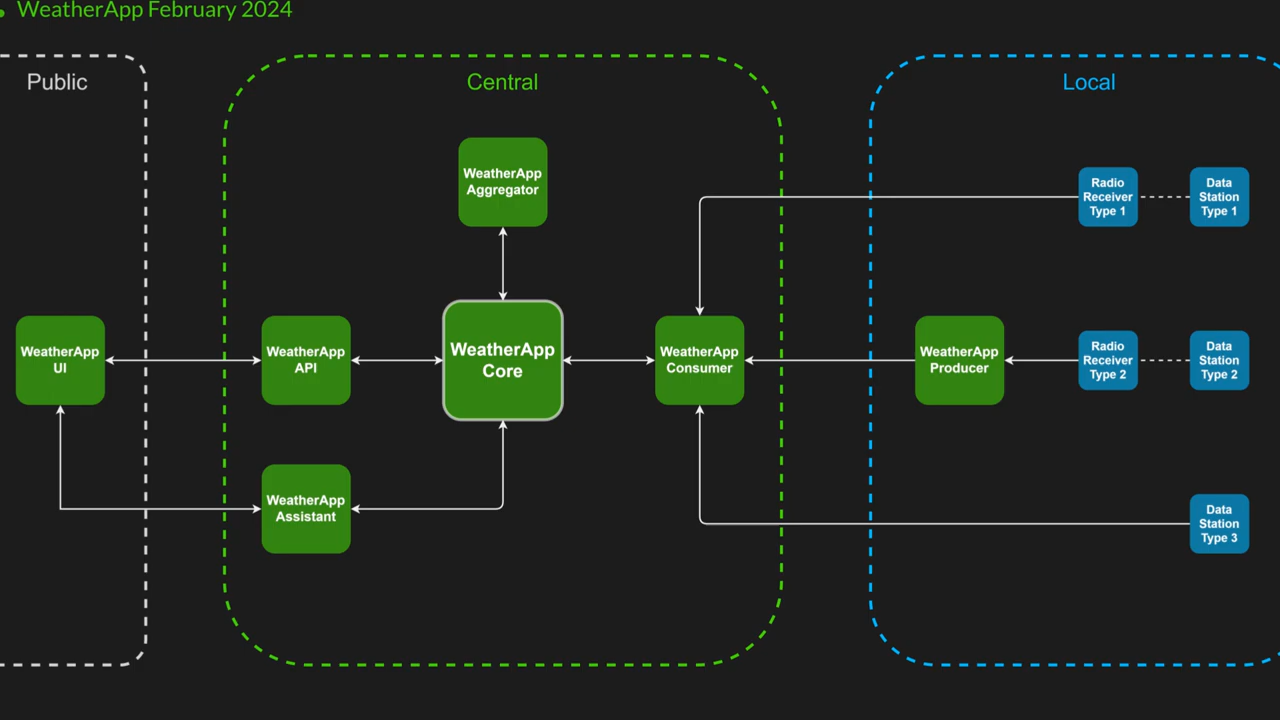 WeatherApp February 2024
Public
Central
Local
WeatherApp
Aggregator
Radio
Receiver
Type 1
Data
Station
Type 1
WeatherApp
UI
WeatherApp
API
WeatherApp
Core
WeatherApp
Consumer
WeatherApp
Producer
Radio
Receiver
Type 2
Data
Station
Type 2
WeatherApp
Assistant
Data
Station
Type 3